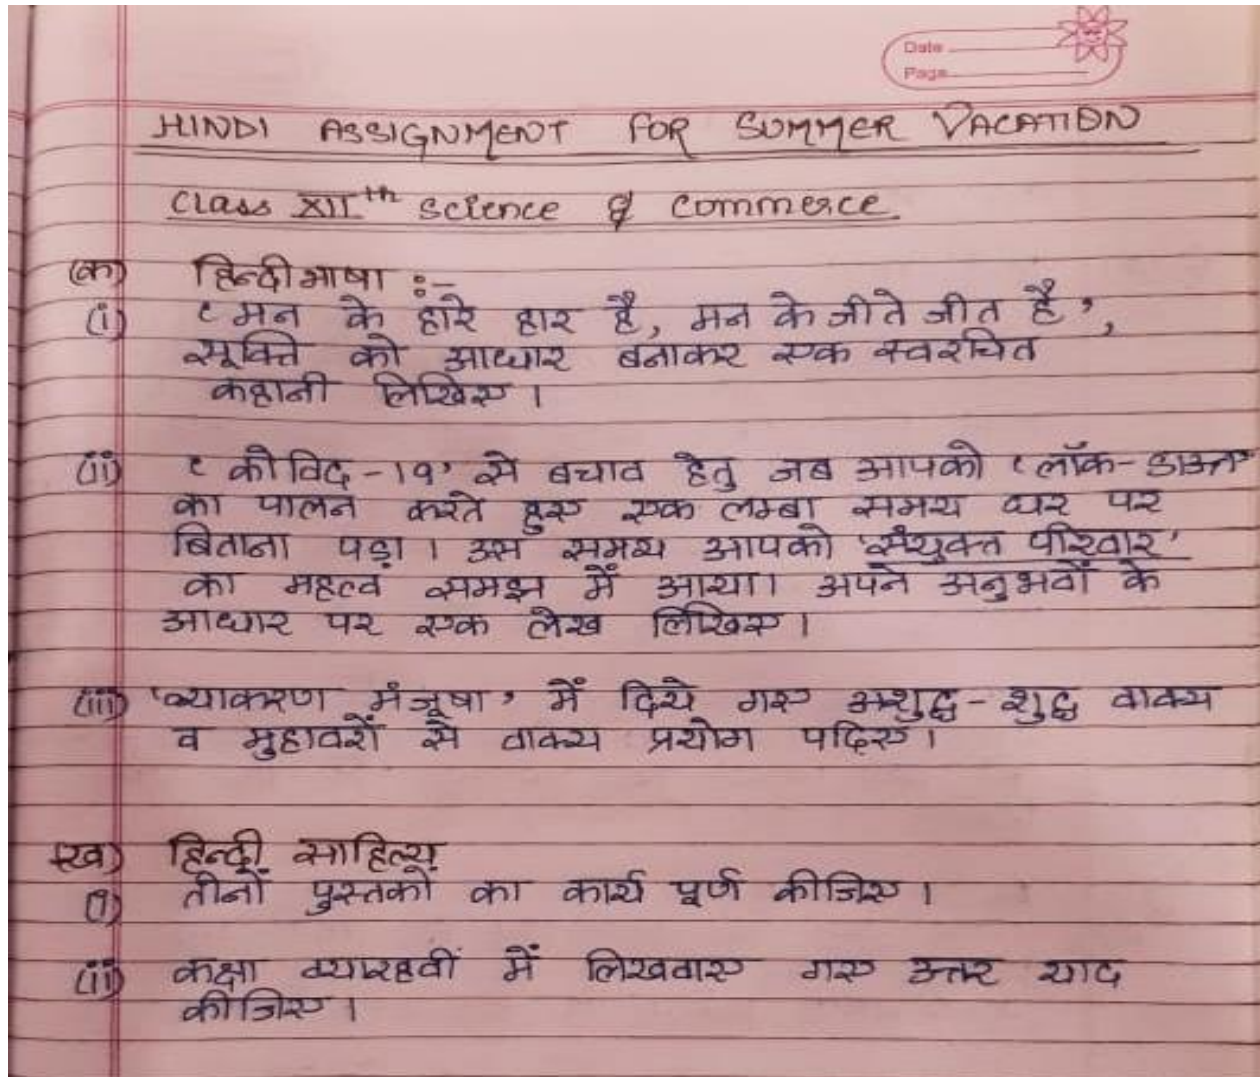 Date
Page
HINDI ASSIGNMENT FOR SUMMER VACATION
Class XIIth Science & Commerce.
(क) हिन्दी भाषा :-
(i) ‘मन के हारे हार है, मन के जीते जीत है’,
सूक्ति को आधार बनाकर एक स्वरचित
कहानी लिखिए।
(ii) ‘कोविद-19’ से बचाव हेतु जब आपको ‘लॉक-डाऊन’
का पालन करते हुए एक लम्बा समय घर पर
बिताना पड़ा। उस समय आपको ‘संयुक्त परिवार’
का महत्व समझ में आया। अपने अनुभवों के
आधार पर एक लेख लिखिए।
(iii) ‘व्याकरण मंजूषा’ में दिये गए अशुद्ध-शुद्ध वाक्य
व मुहावरों से वाक्य प्रयोग पढ़िए।
(ख) हिन्दी साहित्य
(i) तीनों पुस्तकों का कार्य पूर्ण कीजिए।
(ii) कक्षा ग्यारहवीं में लिखवाए गए उत्तर याद
कीजिए।